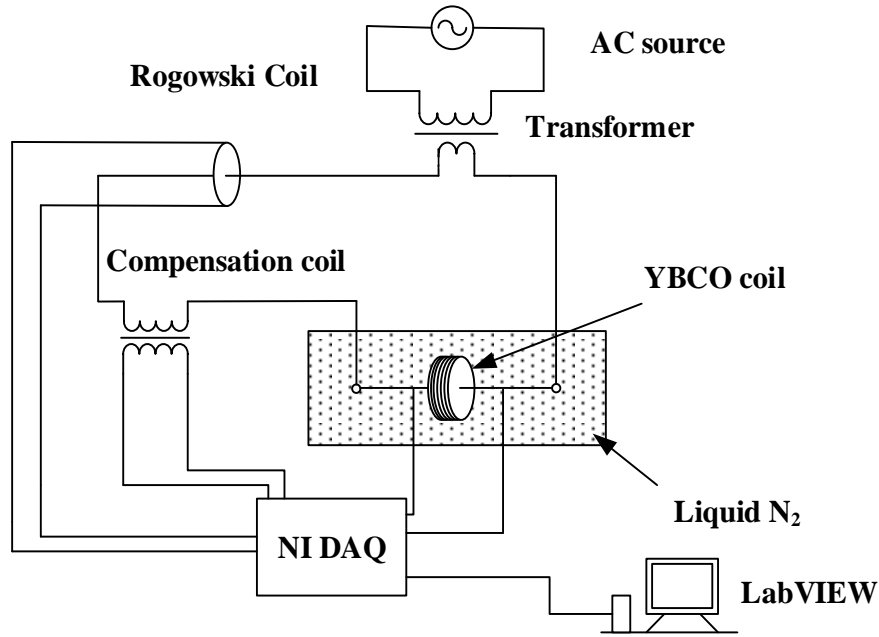 AC source
Rogowski Coil
Transformer
Compensation coil
YBCO coil
Liquid N₂
NI DAQ
LabVIEW